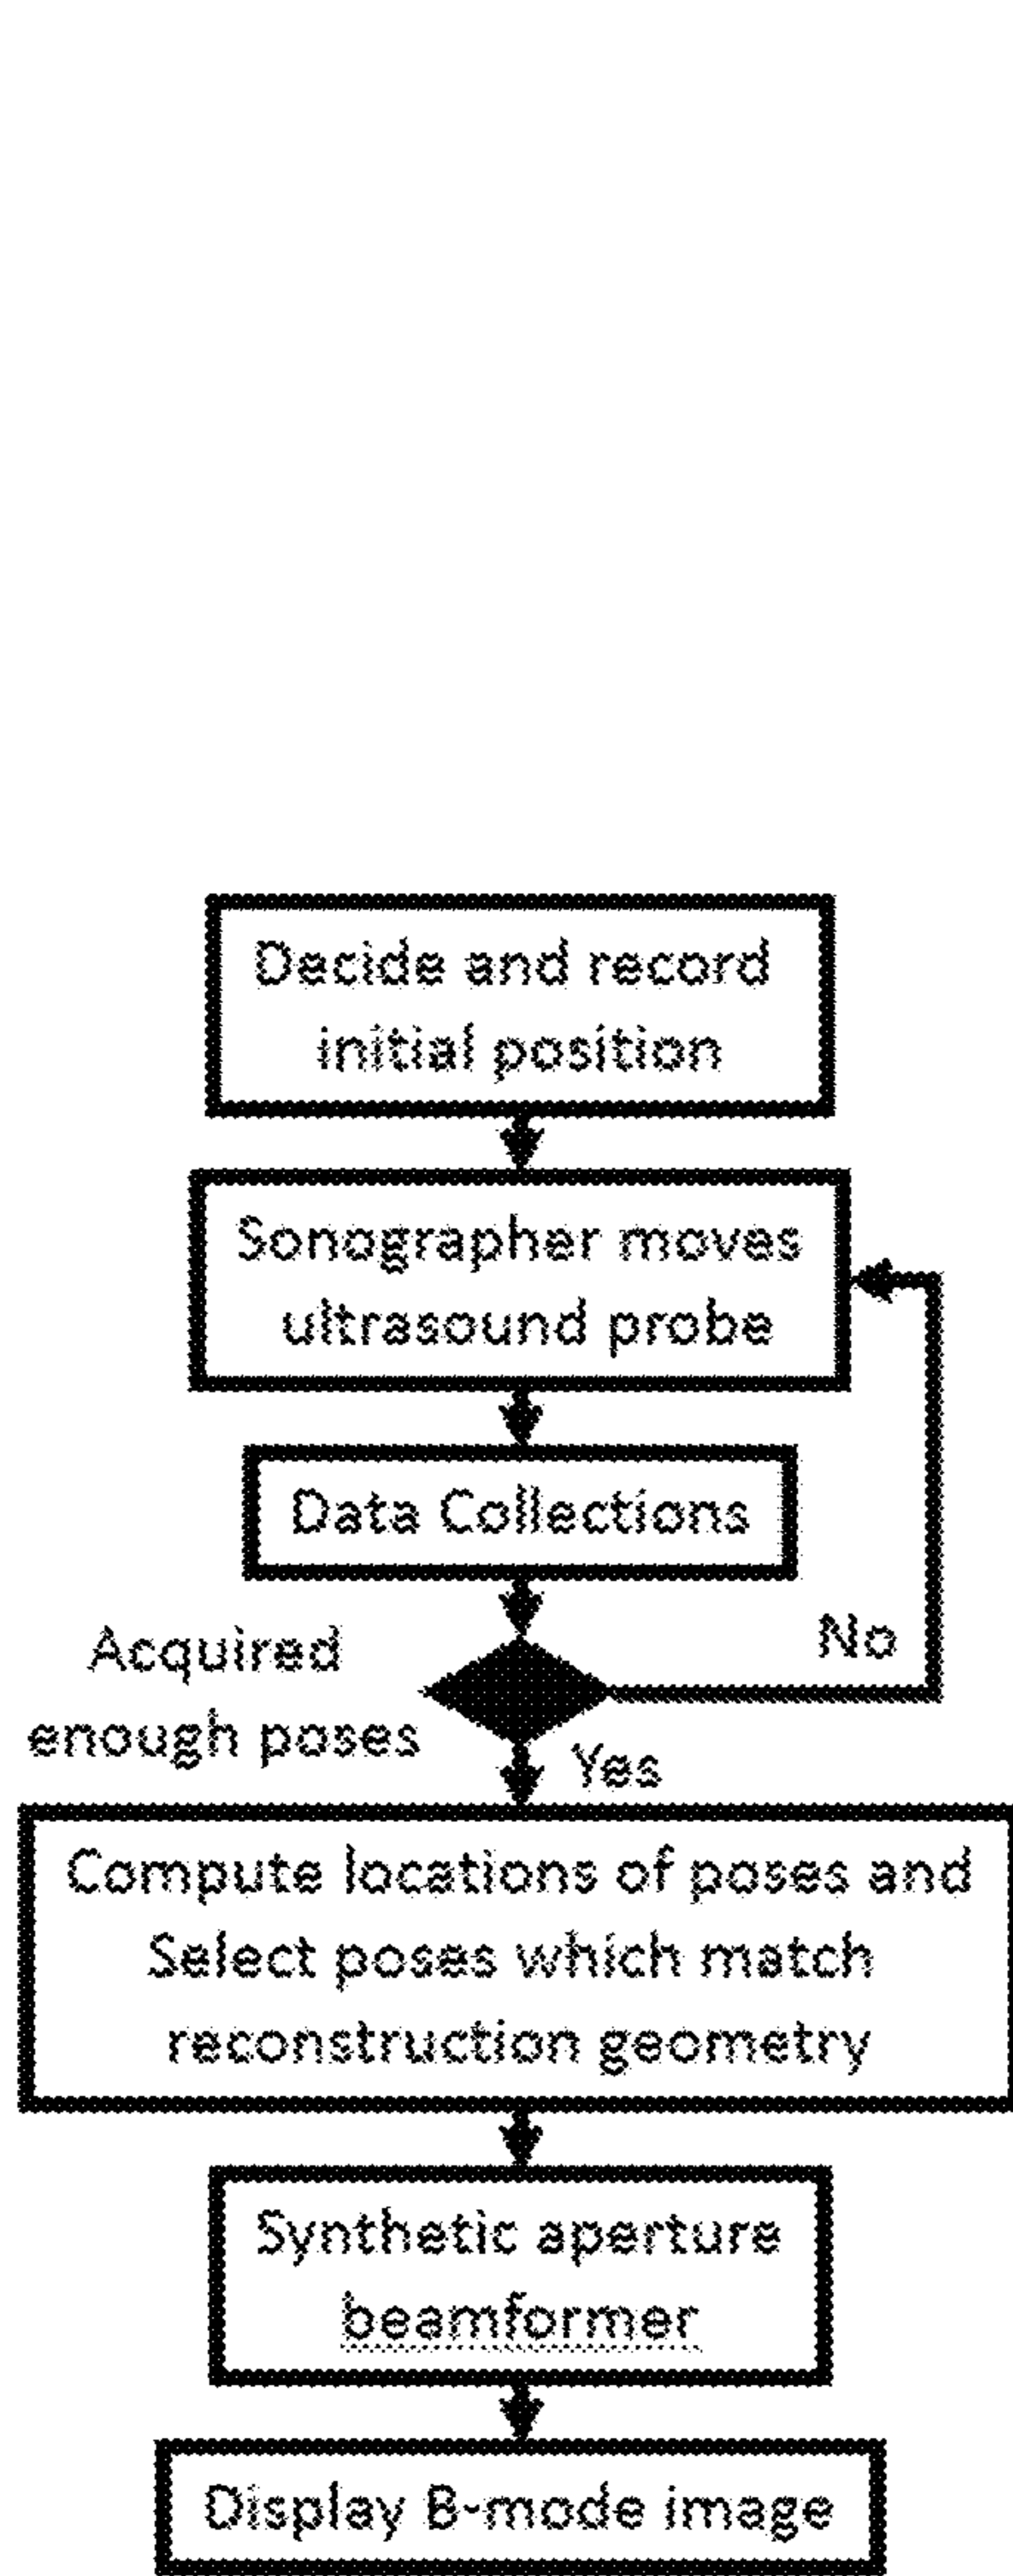 Decide and record
initial position
Sonographer moves
ultrasound probe
Data Collections
Acquired
enough poses
No
Yes
Compute locations of poses and
Select poses which match
reconstruction geometry
Synthetic aperture
beamformer
Display B-mode image